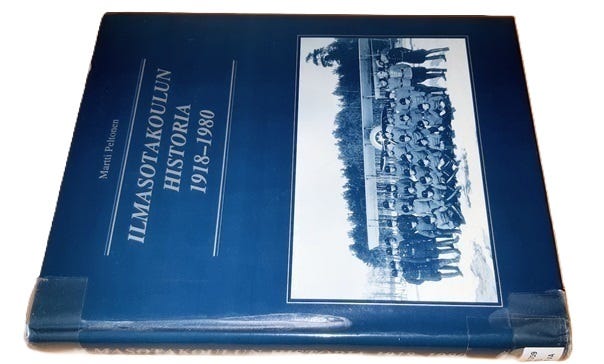 Martti Peltonen
ILMASOTAKOULUN
HISTORIA
1918–1980